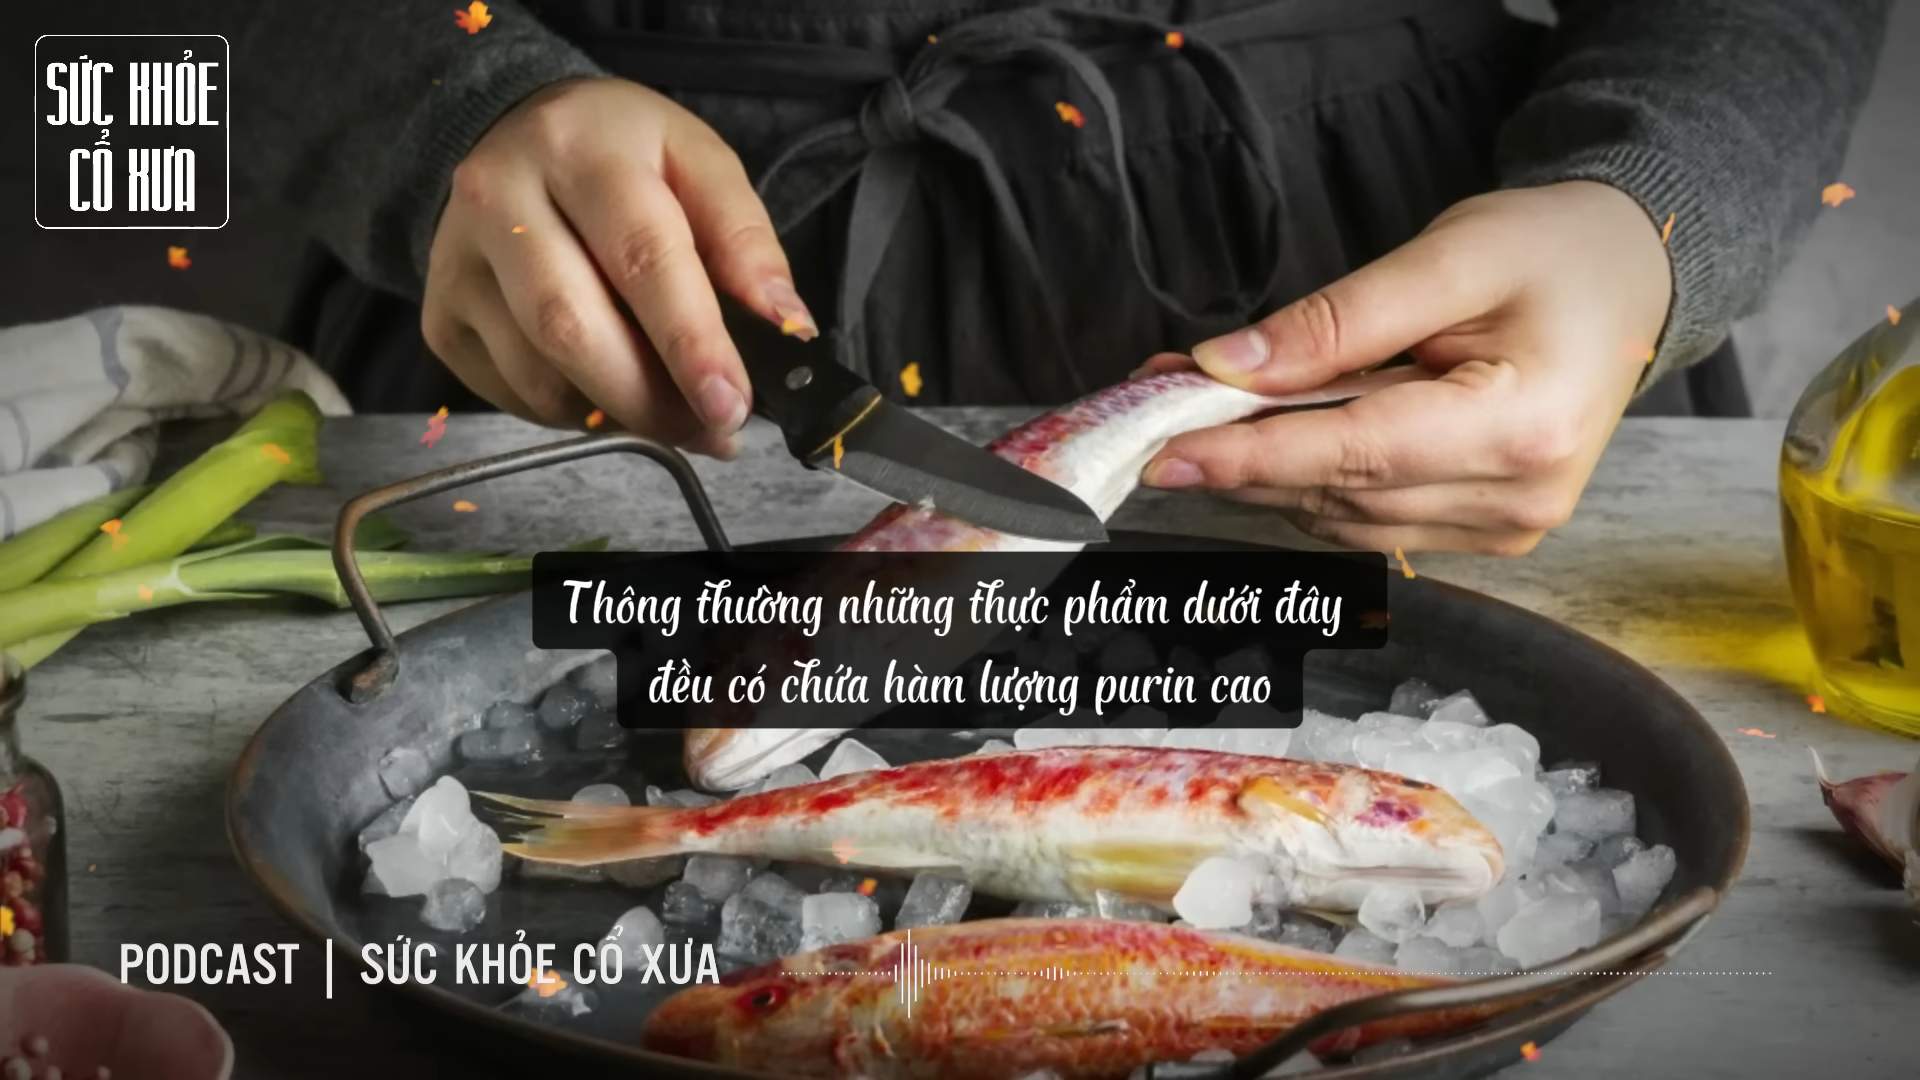 SỨC KHỎE
CỔ XƯA
Thông thường những thực phẩm dưới đây
đều có chứa hàm lượng purin cao
PODCAST | SỨC KHỎE CỔ XƯA